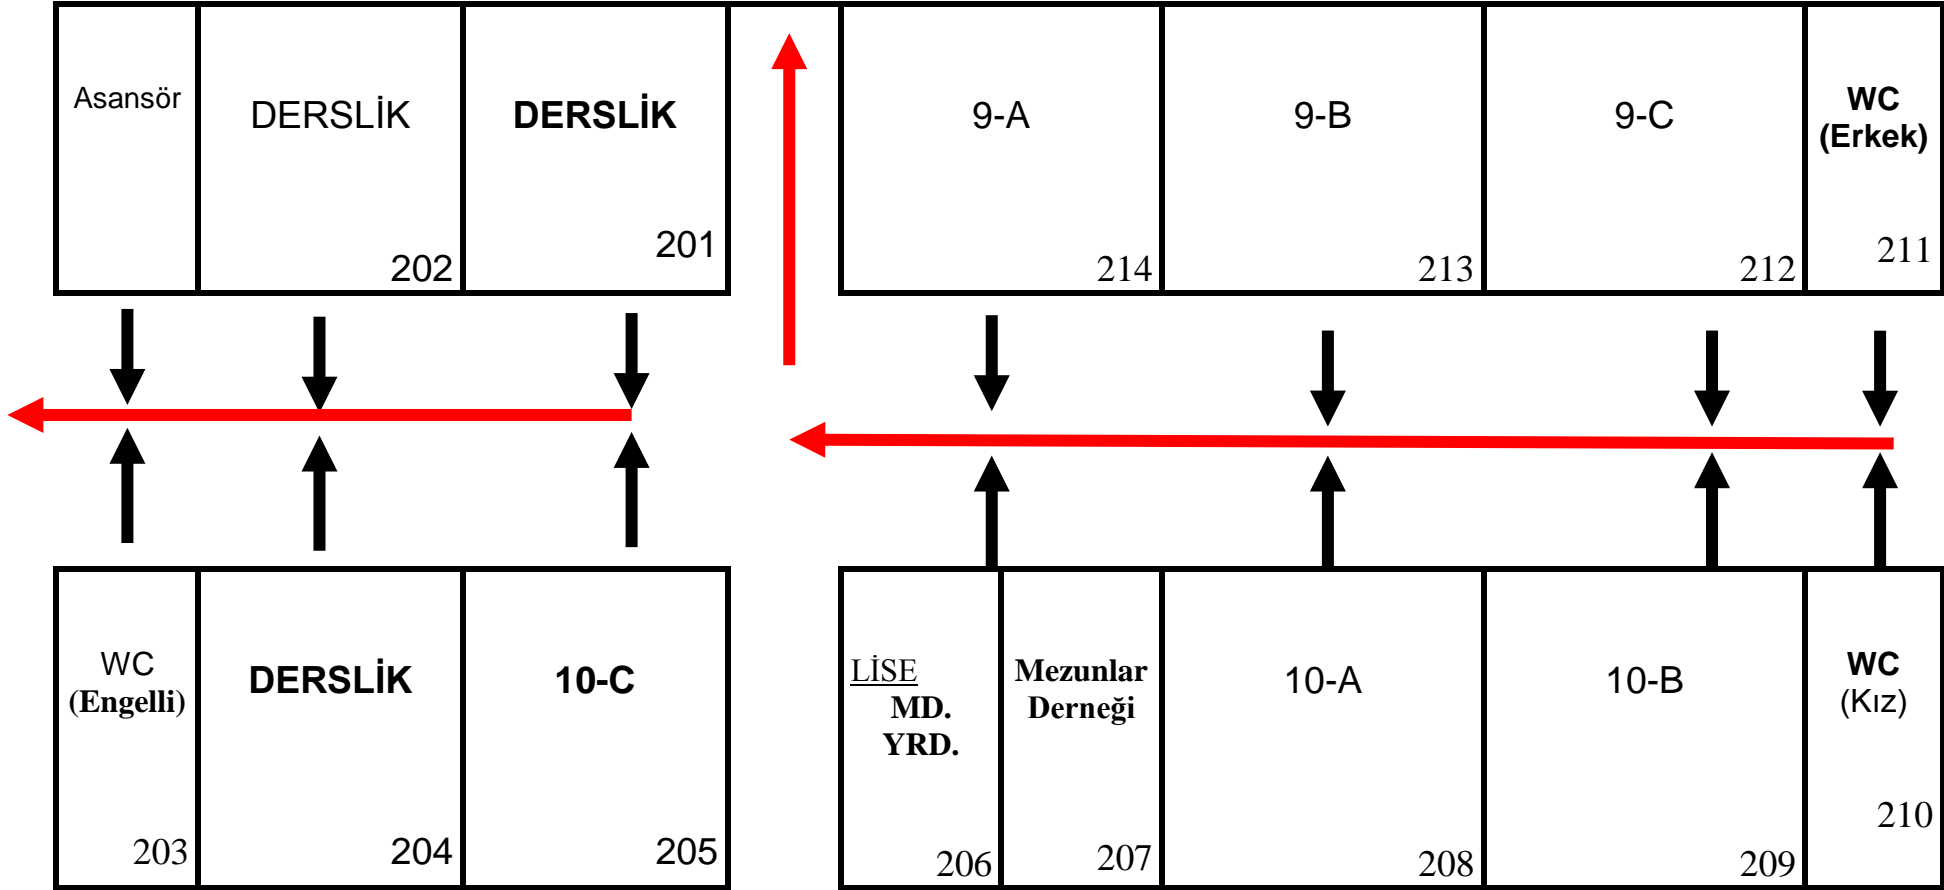 Asansör
DERSLİK
202
DERSLİK
201
9-A
214
9-B
213
9-C
212
WC
(Erkek)
211
WC
(Engelli)
203
DERSLİK
204
10-C
205
LİSE
MD.
YRD.
206
Mezunlar
Derneği
207
10-A
208
10-B
209
WC
(Kız)
210